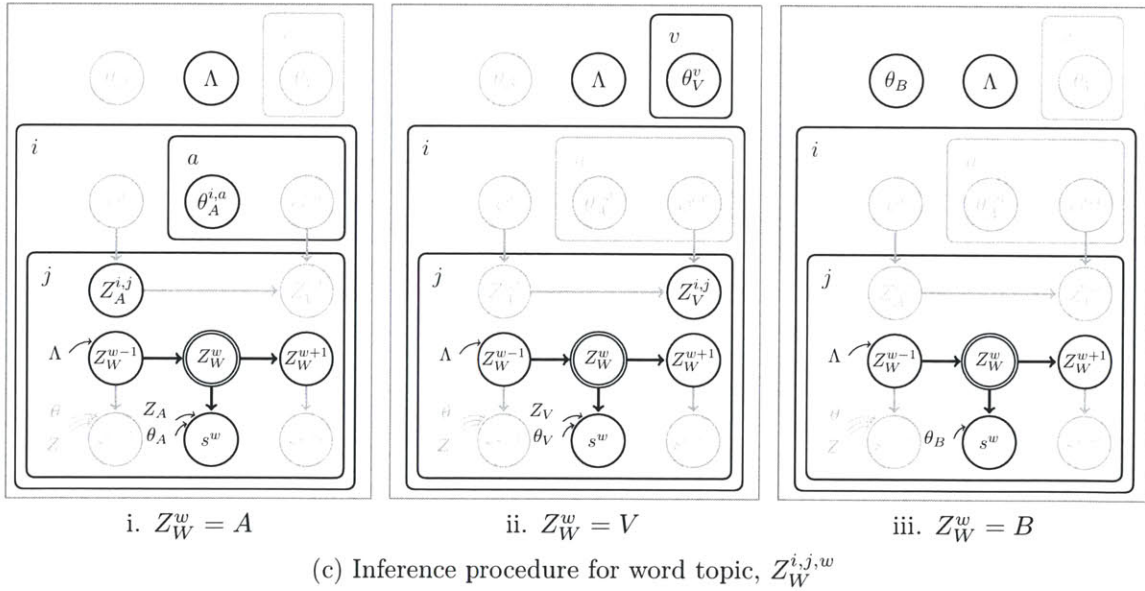 Λ
i
a
θ_A^{i,a}
j
Z_A^{i,j}
Λ
Z_W^{w-1}
Z_W^w
Z_W^{w+1}
Z_A
θ_A
s^w
i. Z_W^w = A
v
Λ
θ_V^v
i
j
Z_V^{i,j}
Λ
Z_W^{w-1}
Z_W^w
Z_W^{w+1}
Z_V
θ_V
s^w
ii. Z_W^w = V
θ_B
Λ
i
j
Λ
Z_W^{w-1}
Z_W^w
Z_W^{w+1}
θ_B
s^w
iii. Z_W^w = B
(c) Inference procedure for word topic, Z_W^{i,j,w}